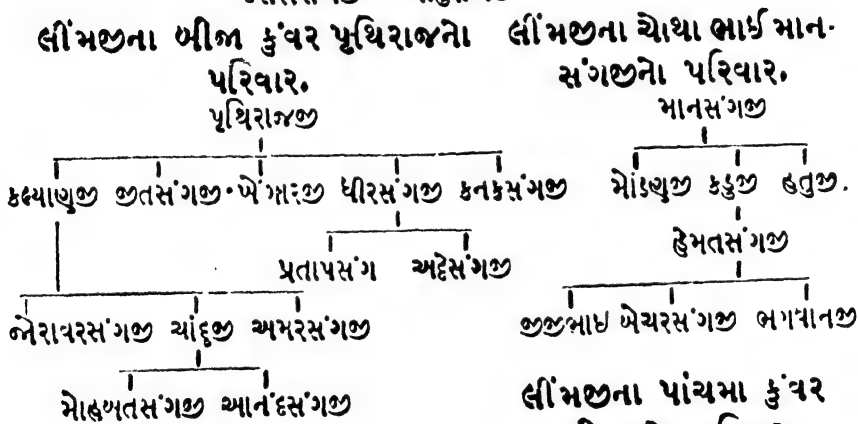 લીંમજીના બીજા કુંવર પૃથિરાજનો
પરિવાર.
પૃથિરાજજી
કલ્યાણજી જીતસંગજી ખેંગારજી ધીરસંગજી કનકસંગજી
પ્રતાપસંગ અદેસંગજી
જોરાવરસંગજી ચાંદુજી અમરસંગજી
મોહબતસંગજી આનંદસંગજી
લીંમજીના ચોથા ભાઈ માન-
સંગજીનો પરિવાર.
માનસંગજી
મોંડણજી કડુજી હતુજી.
હેમતસંગજી
જીજીભાઇ બેચરસંગજી ભગવાનજી
લીંમજીના પાંચમા કુંવર